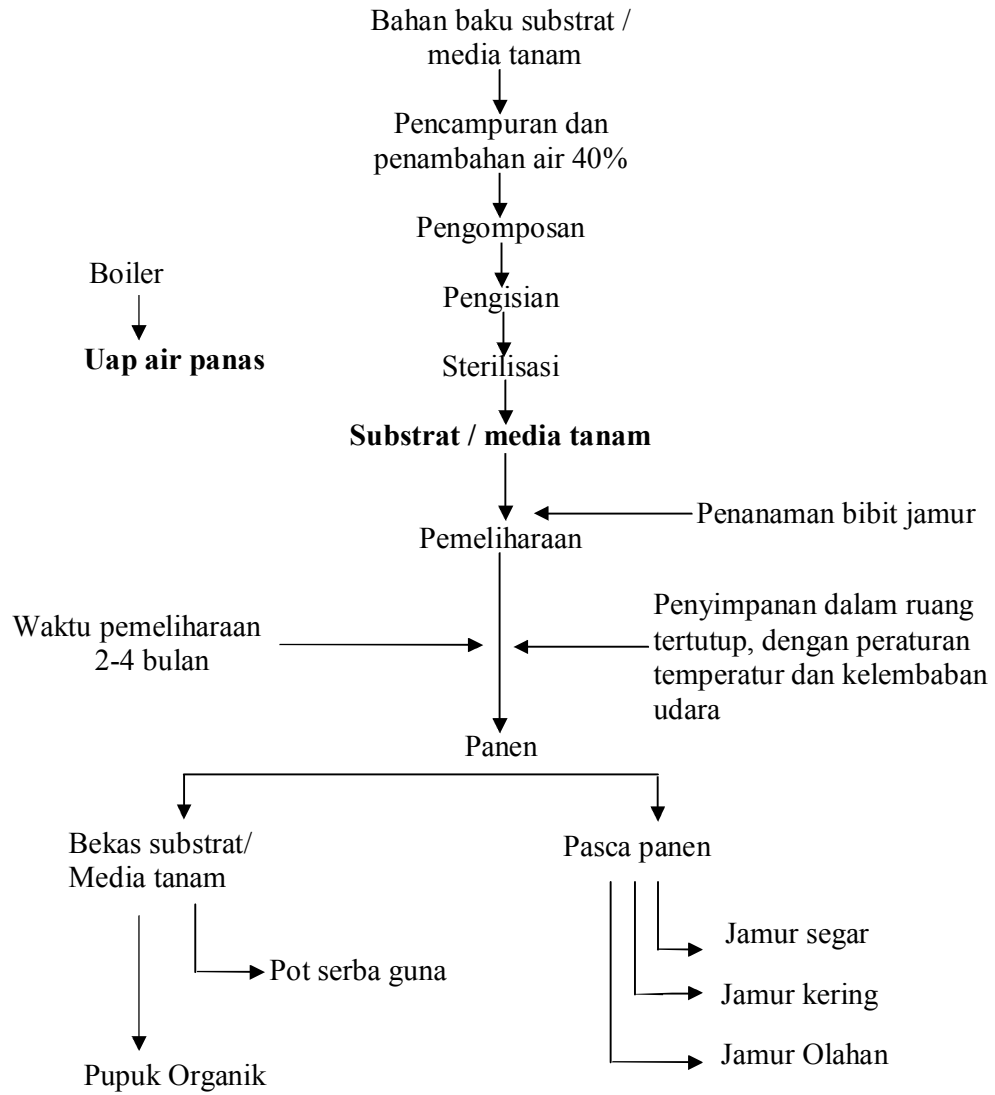 Bahan baku substrat /
media tanam
Pencampuran dan
penambahan air 40%
Pengomposan
Boiler
Pengisian
Uap air panas
Sterilisasi
Substrat / media tanam
Penanaman bibit jamur
Pemeliharaan
Waktu pemeliharaan
2-4 bulan
Penyimpanan dalam ruang
tertutup, dengan peraturan
temperatur dan kelembaban
udara
Panen
Bekas substrat/
Media tanam
Pasca panen
Jamur segar
Pot serba guna
Jamur kering
Jamur Olahan
Pupuk Organik